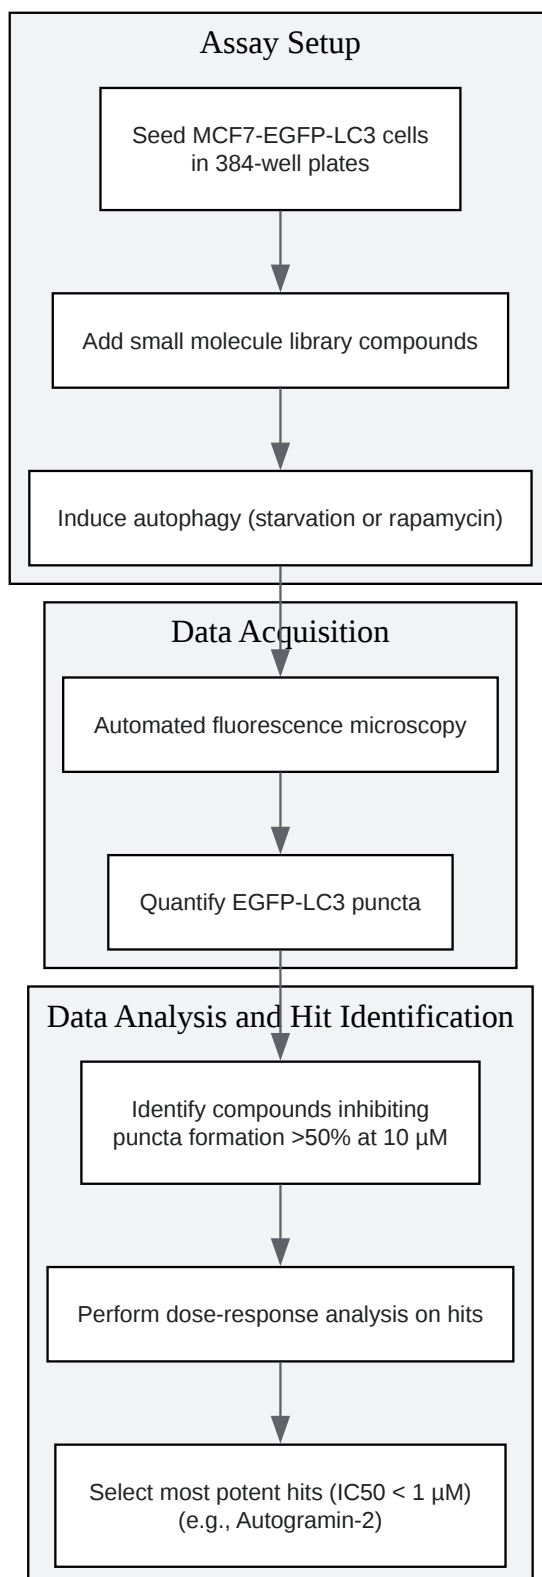 Assay Setup
Seed MCF7-EGFP-LC3 cells
in 384-well plates
Add small molecule library compounds
Induce autophagy (starvation or rapamycin)
Data Acquisition
Automated fluorescence microscopy
Quantify EGFP-LC3 puncta
Data Analysis and Hit Identification
Identify compounds inhibiting
puncta formation >50% at 10 µM
Perform dose-response analysis on hits
Select most potent hits (IC50 < 1 µM)
(e.g., Autogramin-2)